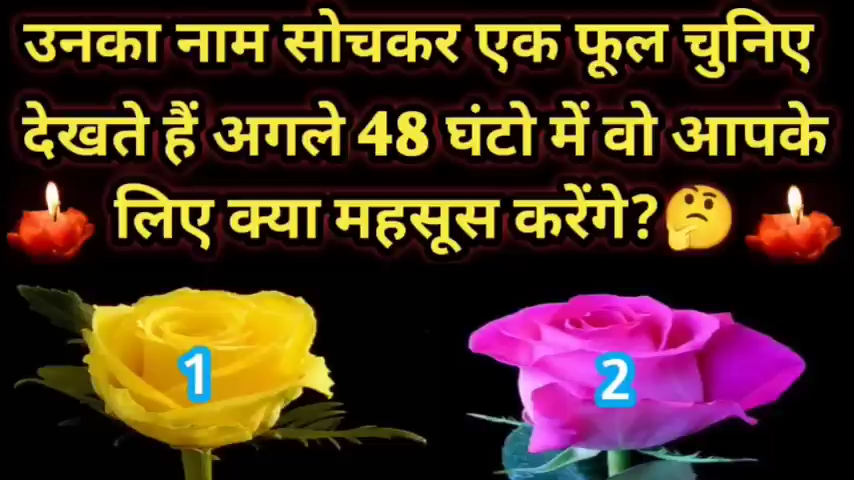 उनका नाम सोचकर एक फूल चुनिए
देखते हैं अगले 48 घंटो में वो आपके
लिए क्या महसूस करेंगे?🤔
1
2